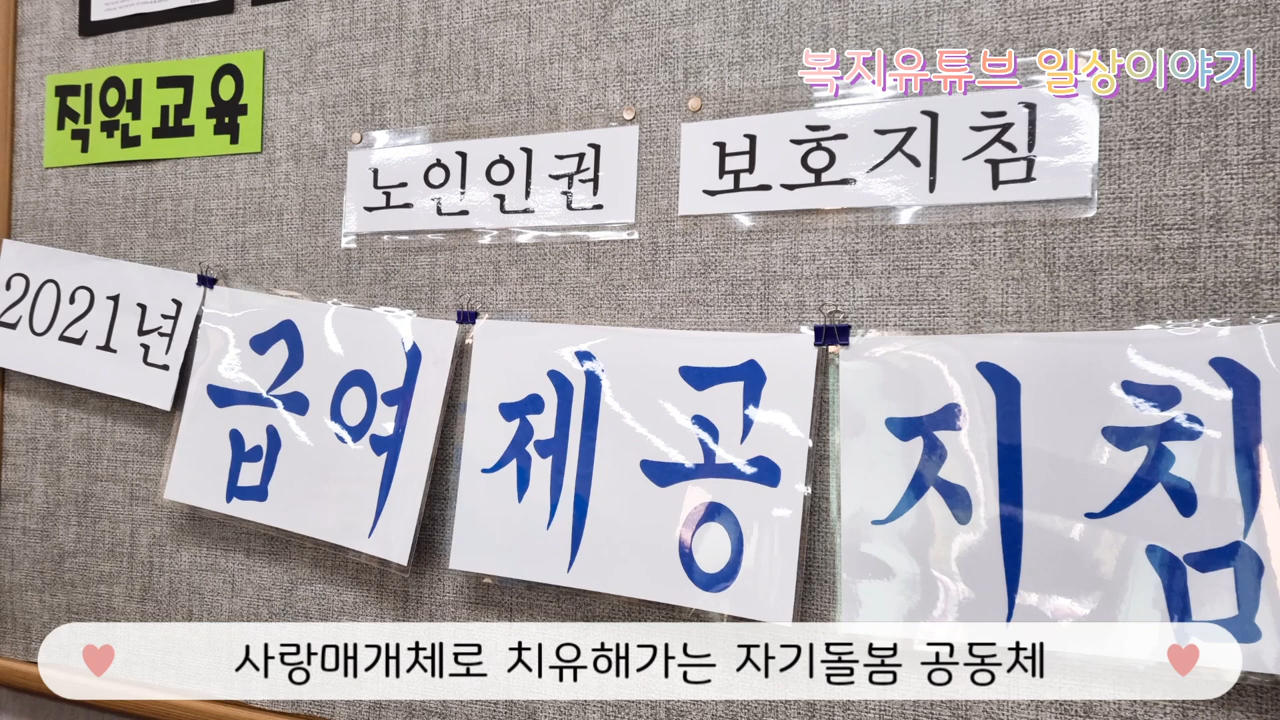 복지유튜브 일상이야기
직원교육
노인인권 보호지침
2021년 급여 제공 지침
사랑매개체로 치유해가는 자기돌봄 공동체